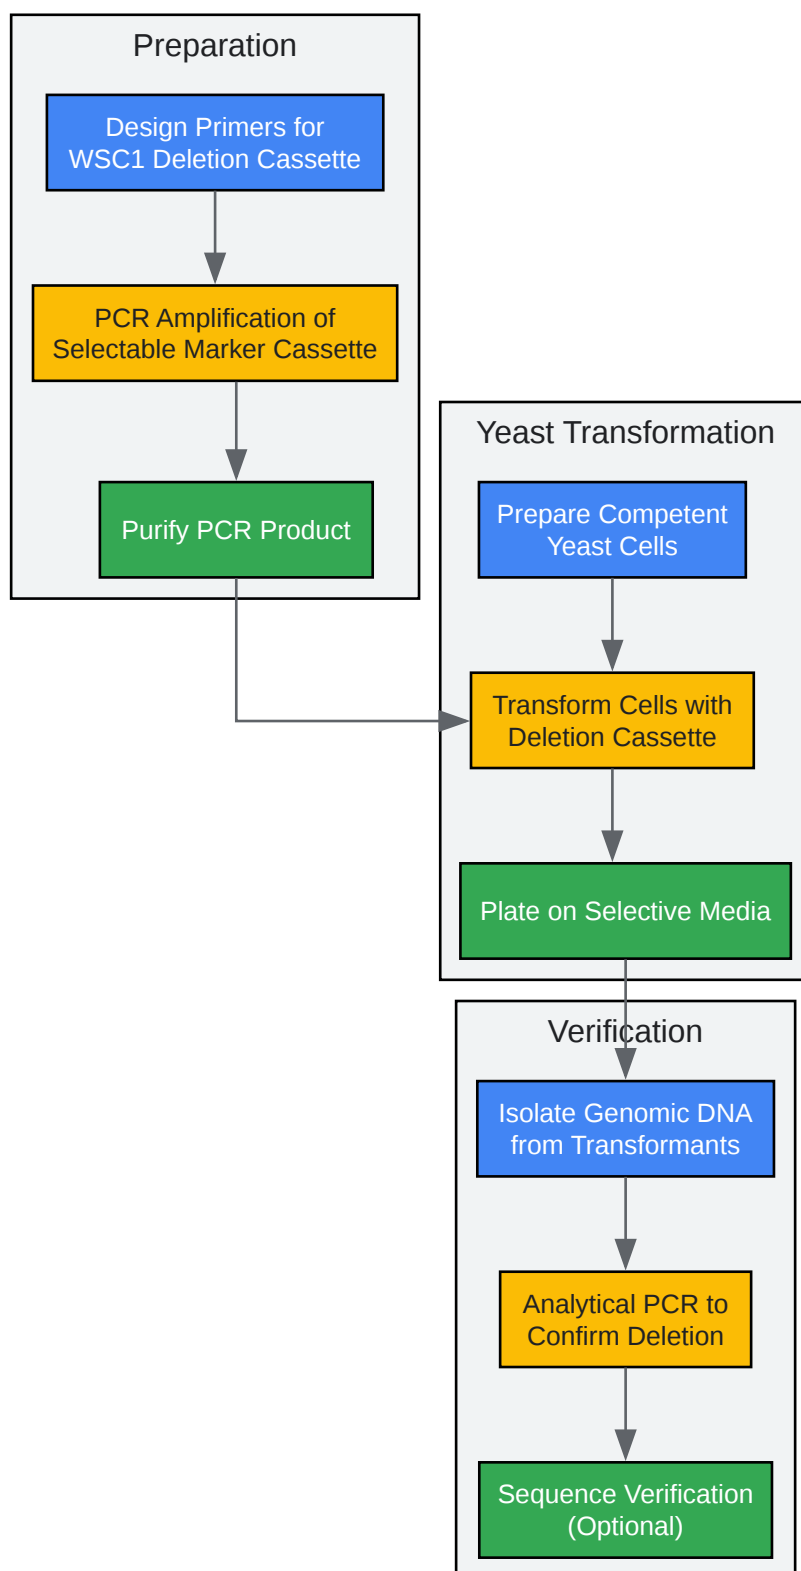 Preparation
Design Primers for
WSC1 Deletion Cassette
PCR Amplification of
Selectable Marker Cassette
Purify PCR Product
Yeast Transformation
Prepare Competent
Yeast Cells
Transform Cells with
Deletion Cassette
Plate on Selective Media
Verification
Isolate Genomic DNA
from Transformants
Analytical PCR to
Confirm Deletion
Sequence Verification
(Optional)